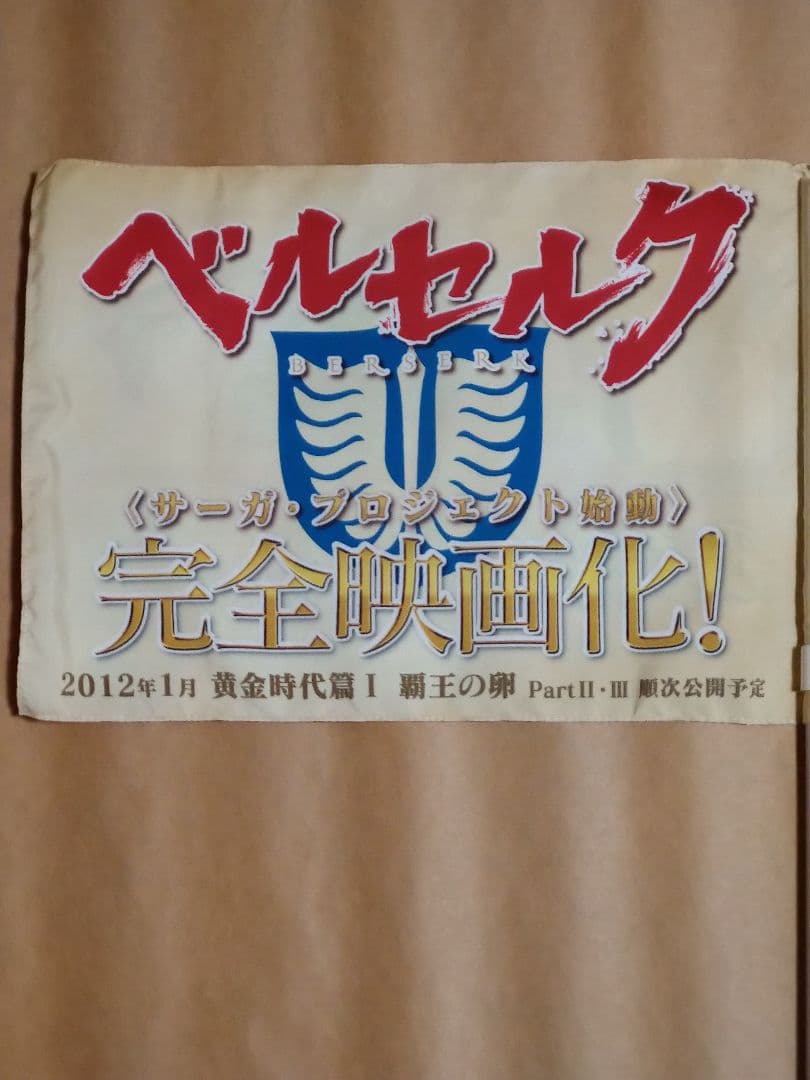 ベルセルク
BERSERK
〈サーガ・プロジェクト始動〉
完全映画化!
2012年1月 黄金時代篇Ⅰ 覇王の卵 PartⅡ・Ⅲ 順次公開予定